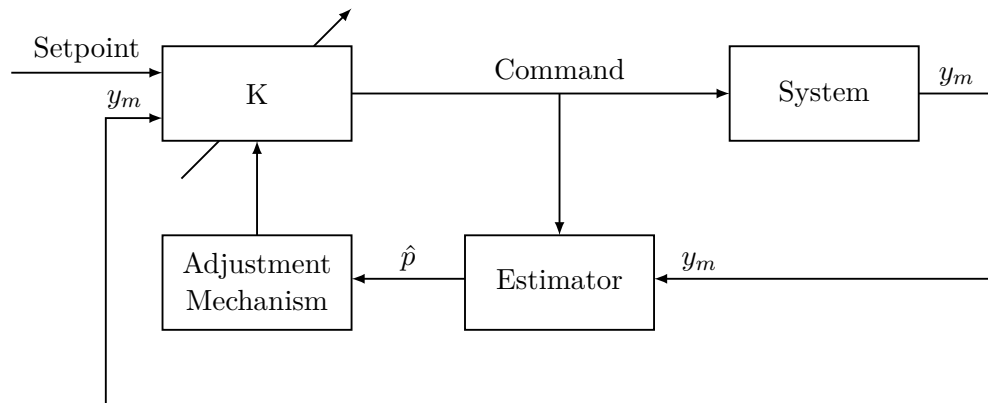 Setpoint
y_m
K
Command
System
y_m
Adjustment
Mechanism
p̂
Estimator
y_m